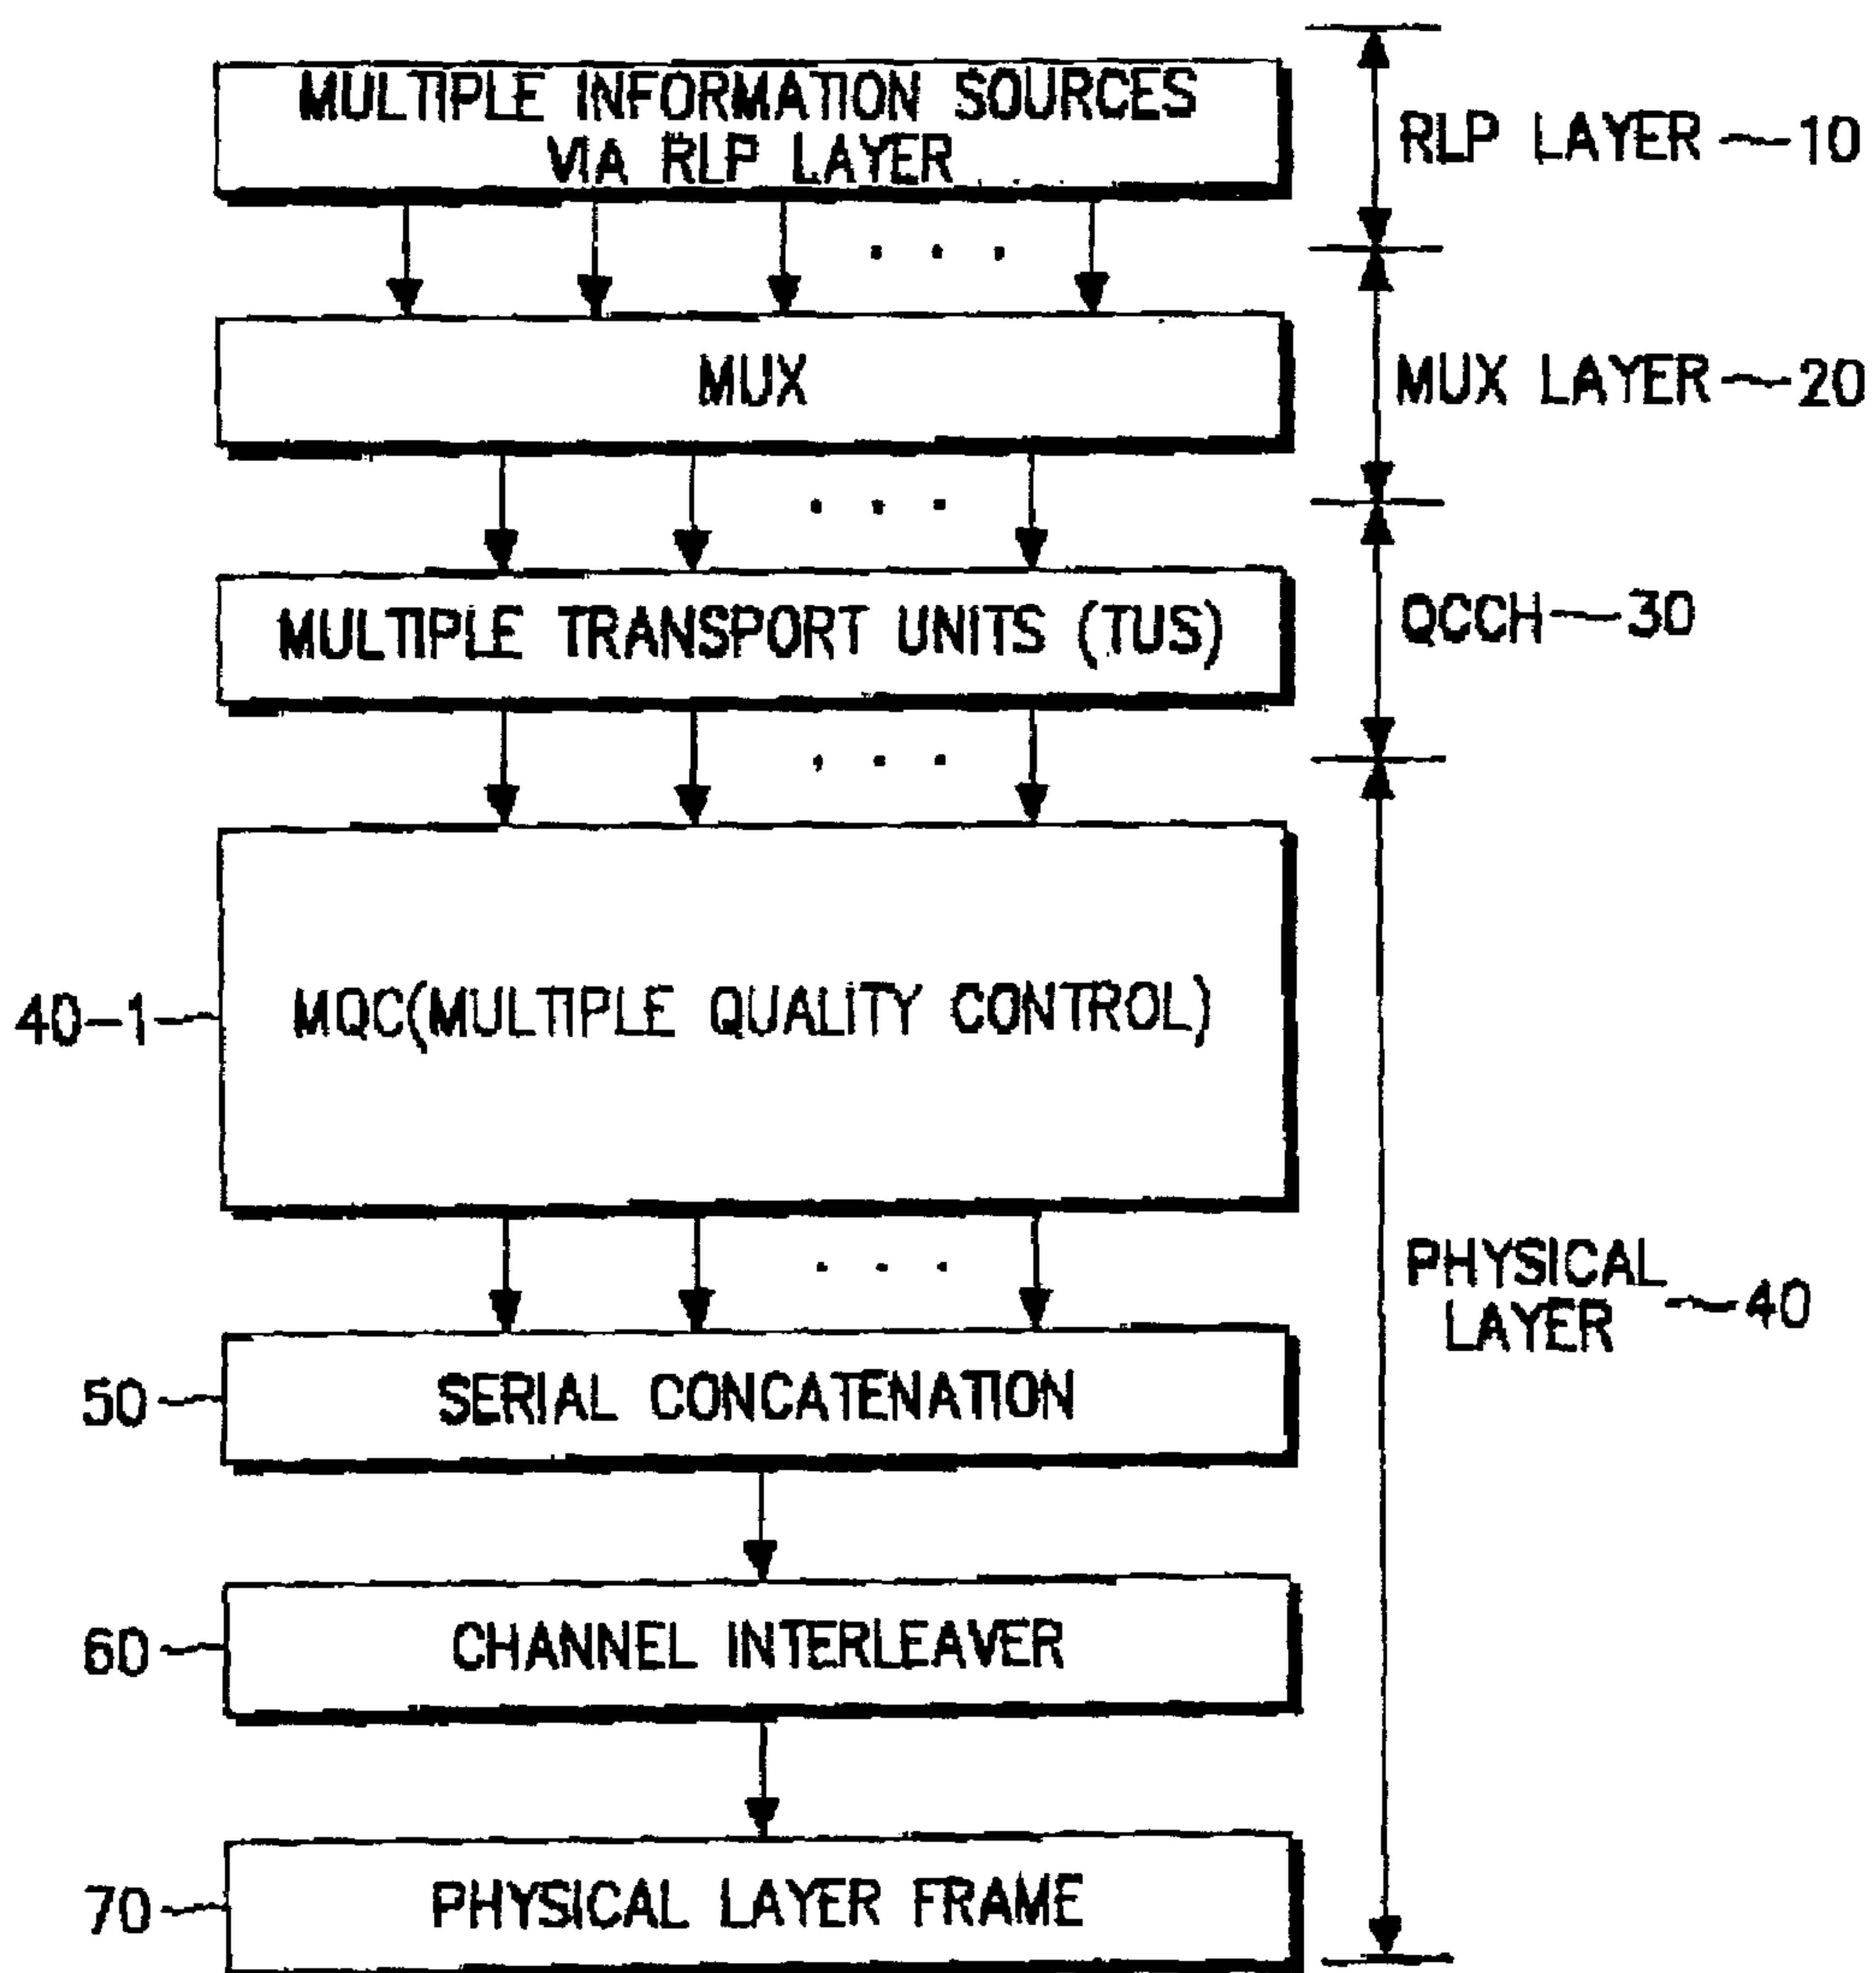 MULTIPLE INFORMATION SOURCES
VIA RLP LAYER
RLP LAYER 10
MUX
MUX LAYER 20
MULTIPLE TRANSPORT UNITS (TUS)
QCCH 30
40-1
MQC(MULTIPLE QUALITY CONTROL)
PHYSICAL
LAYER 40
50
SERIAL CONCATENATION
60
CHANNEL INTERLEAVER
70
PHYSICAL LAYER FRAME